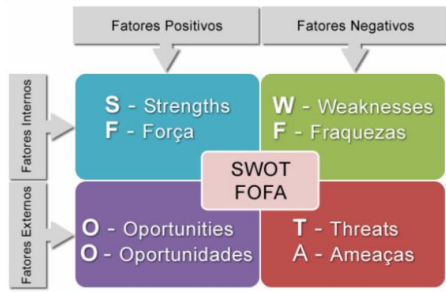 Fatores Positivos
Fatores Negativos
Fatores Internos
S - Strengths
F - Força
W - Weaknesses
F - Fraquezas
SWOT
FOFA
Fatores Externos
O - Oportunities
O - Oportunidades
T - Threats
A - Ameaças